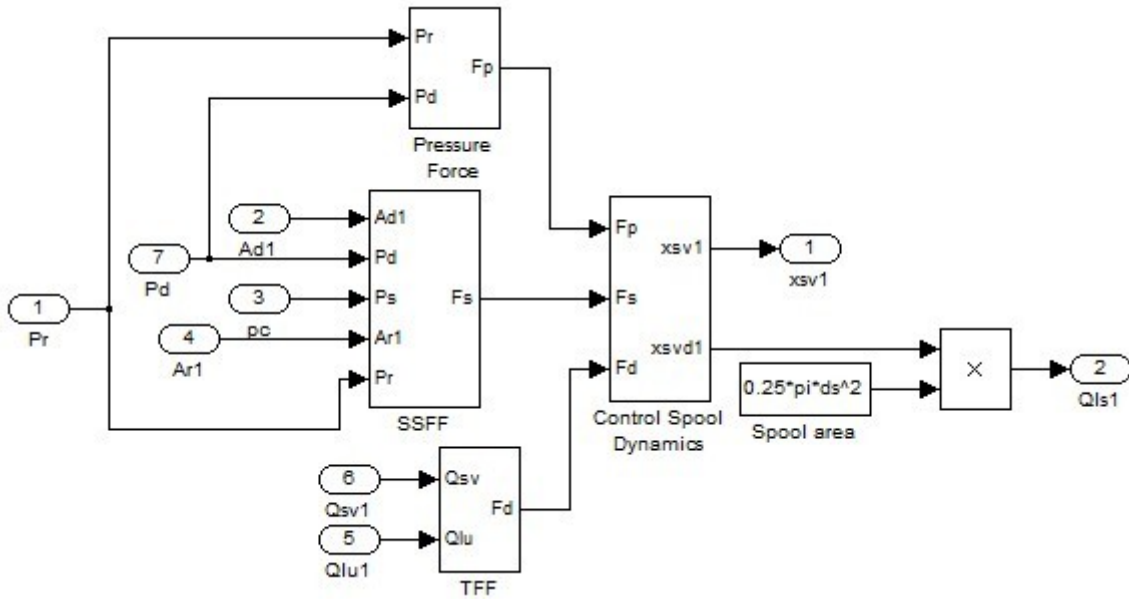 Pr
Fp
Pd
Pressure
Force
2
Ad1
Ad1
7
Pd
Pd
3
pc
Ps
Fs
1
Pr
4
Ar1
Ar1
Pr
SSFF
Fp
xsv1
1
xsv1
Fs
xsvd1
Fd
Control Spool
Dynamics
0.25*pi*ds^2
Spool area
×
2
Qls1
6
Qsv1
Qsv
Fd
5
Qlu1
Qlu
TFF